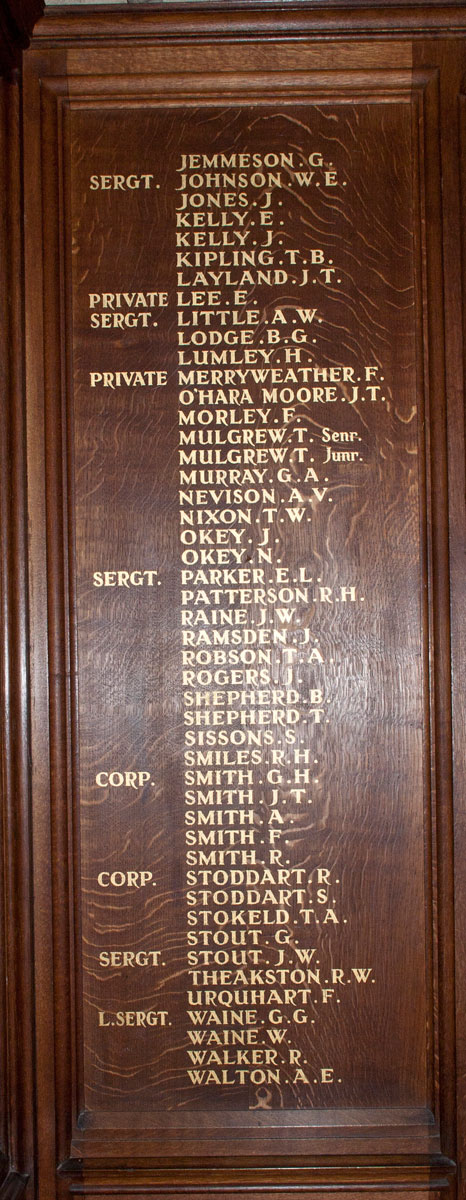 JEMMESON.G.
SERGT. JOHNSON.W.E.
JONES.J.
KELLY.E.
KELLY.J.
KIPLING.T.B.
LAYLAND.J.T.
PRIVATE LEE.E.
SERGT. LITTLE.A.W.
LODGE.B.G.
LUMLEY.H.
PRIVATE MERRYWEATHER.F.
O'HARA MOORE.J.T.
MORLEY.F.
MULGREW.T. Senr.
MULGREW.T. Junr.
MURRAY.G.A.
NEVISON.A.V.
NIXON.T.W.
OKEY.J.
OKEY.N.
SERGT. PARKER.E.L.
PATTERSON.R.H.
RAINE.J.W.
RAMSDEN.J.
ROBSON.T.A.
ROGERS.J.
SHEPHERD.B.
SHEPHERD.T.
SISSONS.S.
SMILES.R.H.
CORP. SMITH.G.H.
SMITH.J.T.
SMITH.A.
SMITH.F.
SMITH.R.
CORP. STODDART.R.
STODDART.S.
STOKELD.T.A.
STOUT.G.
SERGT. STOUT.J.W.
THEAKSTON.R.W.
URQUHART.F.
L.SERGT. WAINE.G.G.
WAINE.W.
WALKER.R.
WALTON.A.E.